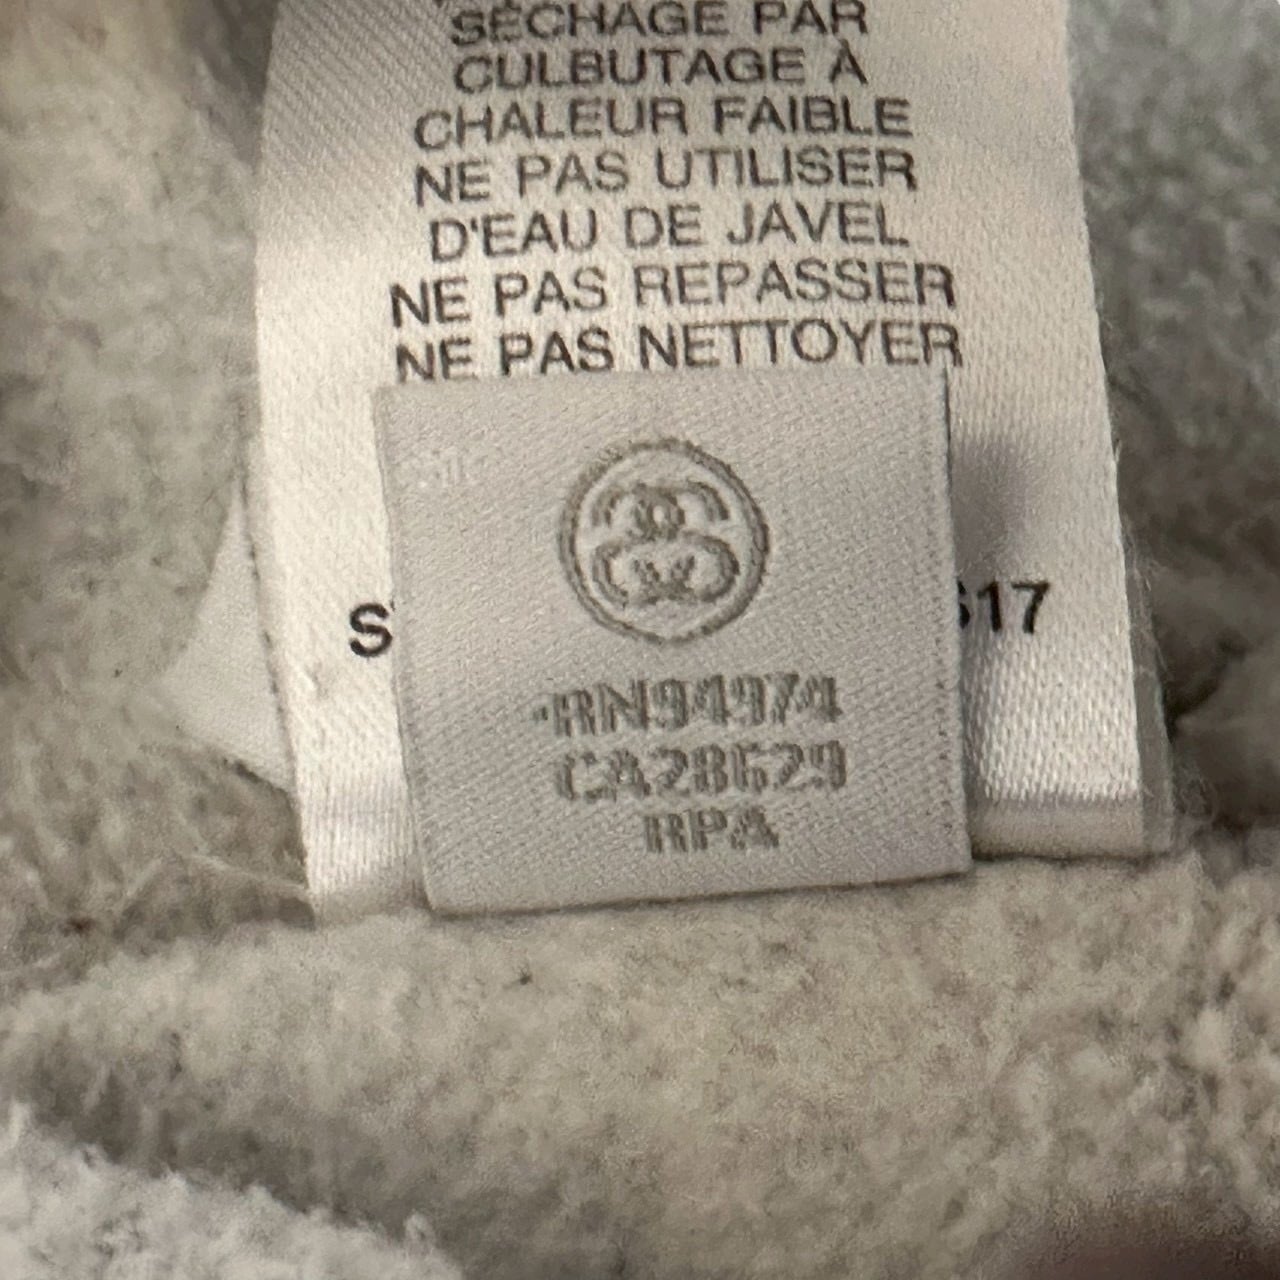 SÉCHAGE PAR
CULBUTAGE À
CHALEUR FAIBLE
NE PAS UTILISER
D'EAU DE JAVEL
NE PAS REPASSER
NE PAS NETTOYER
RN94974
CA28629
RPA